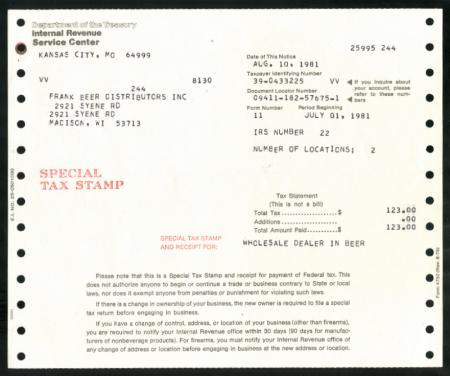 Department of the Treasury
Internal Revenue
Service Center
KANSAS CITY, MO 64999
25995 244
Date of This Notice
AUG. 10, 1981
Taxpayer Identifying Number
39-0433225 VV
If you inquire about
your account, please
refer to these num-
bers
Document Locator Number
09411-182-57675-1
Form Number
Period Beginning
11
JULY 01, 1981
VV
8130
244
FRANK BEER DISTRIBUTORS INC
2921 SYENE RD
2921 SYENE RD
MADISON, WI 53713
IRS NUMBER 22
NUMBER OF LOCATIONS; 2
SPECIAL
TAX STAMP
Tax Statement
(This is not a bill)
Total Tax....................$ 123.00
Additions.................... .00
Total Amount Paid..........$ 123.00
SPECIAL TAX STAMP
AND RECEIPT FOR:
WHOLESALE DEALER IN BEER
Please note that this is a Special Tax Stamp and receipt for payment of Federal tax. This
does not authorize anyone to begin or continue a trade or business contrary to State or local
laws, nor does it exempt anyone from penalties or punishment for violating such laws.
If there is a change in ownership of your business, the new owner is required to file a special
tax return before engaging in business.
If you have a change of control, address, or location of your business (other than firearms),
you are required to notify your Internal Revenue office within 30 days (90 days for manufac-
turers of nonbeverage products). For firearms, you must notify your Internal Revenue office
of any change of address or location before engaging in business at the new address or location.